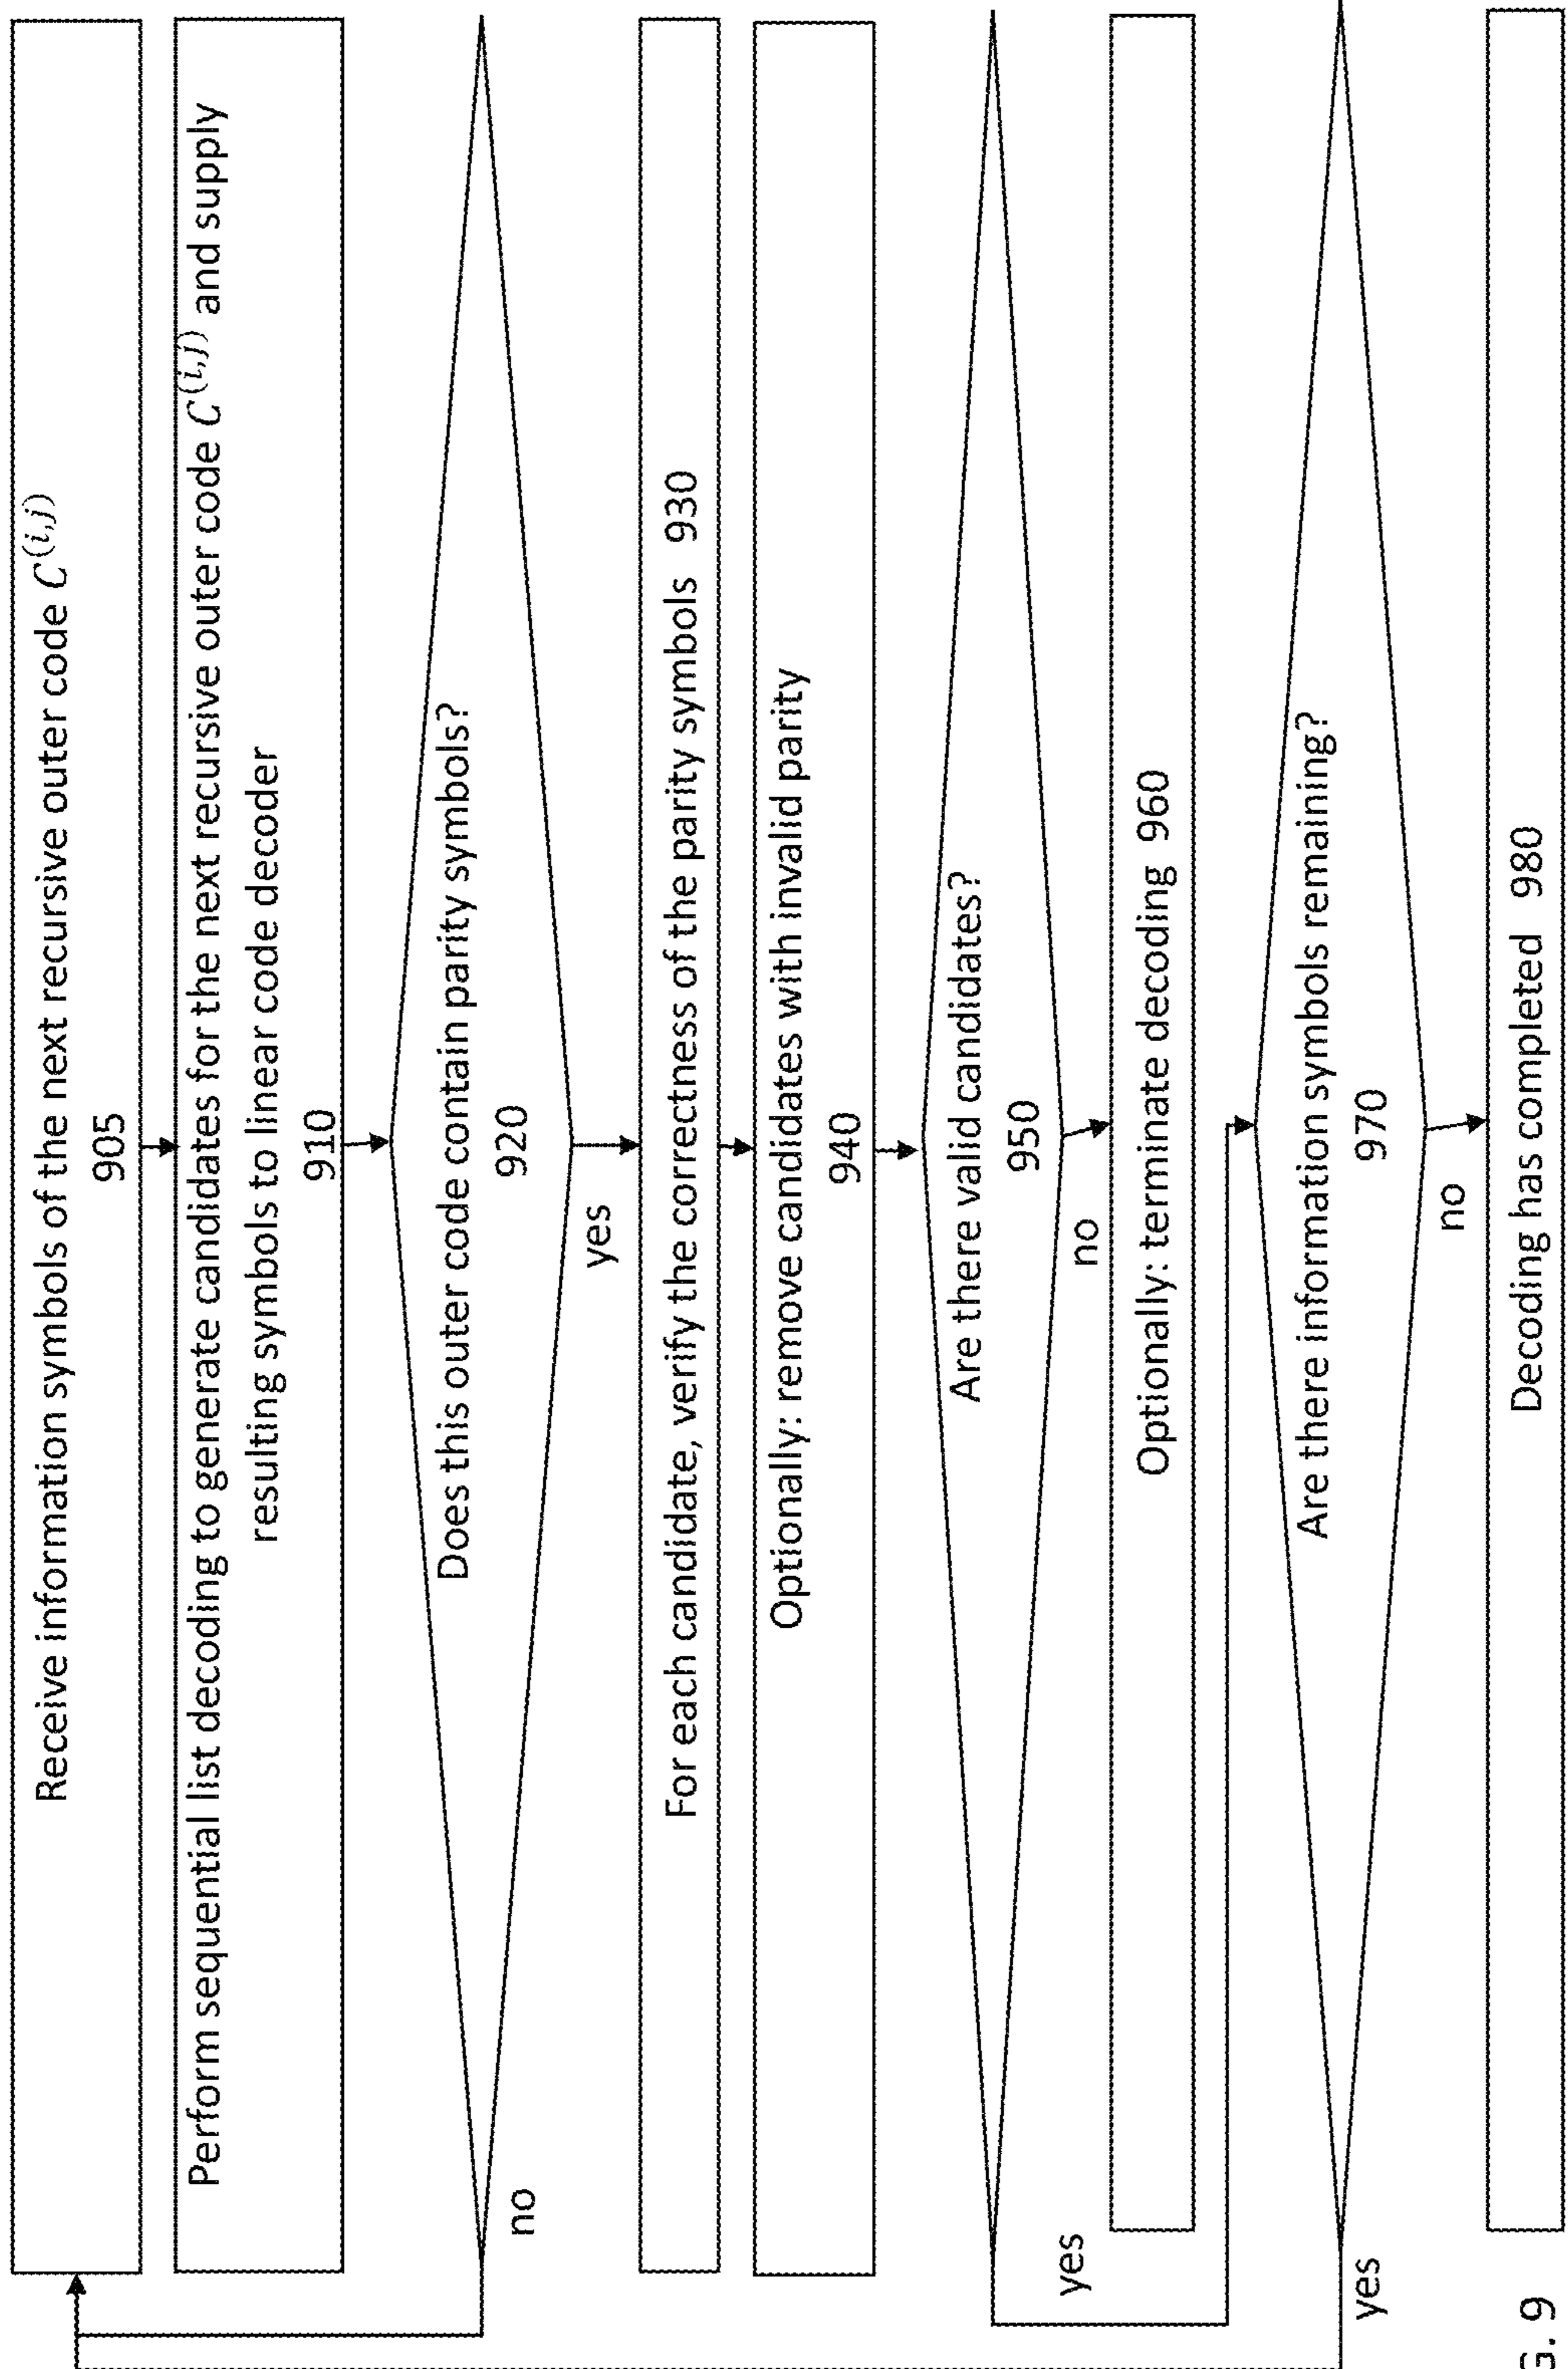 Receive information symbols of the next recursive outer code C^(i,j)
905
Perform sequential list decoding to generate candidates for the next recursive outer code C^(i,j) and supply
resulting symbols to linear code decoder
910
Does this outer code contain parity symbols?
920
no
yes
For each candidate, verify the correctness of the parity symbols 930
Optionally: remove candidates with invalid parity
940
Are there valid candidates?
950
yes
no
Optionally: terminate decoding 960
Are there information symbols remaining?
970
yes
no
Decoding has completed 980
G. 9